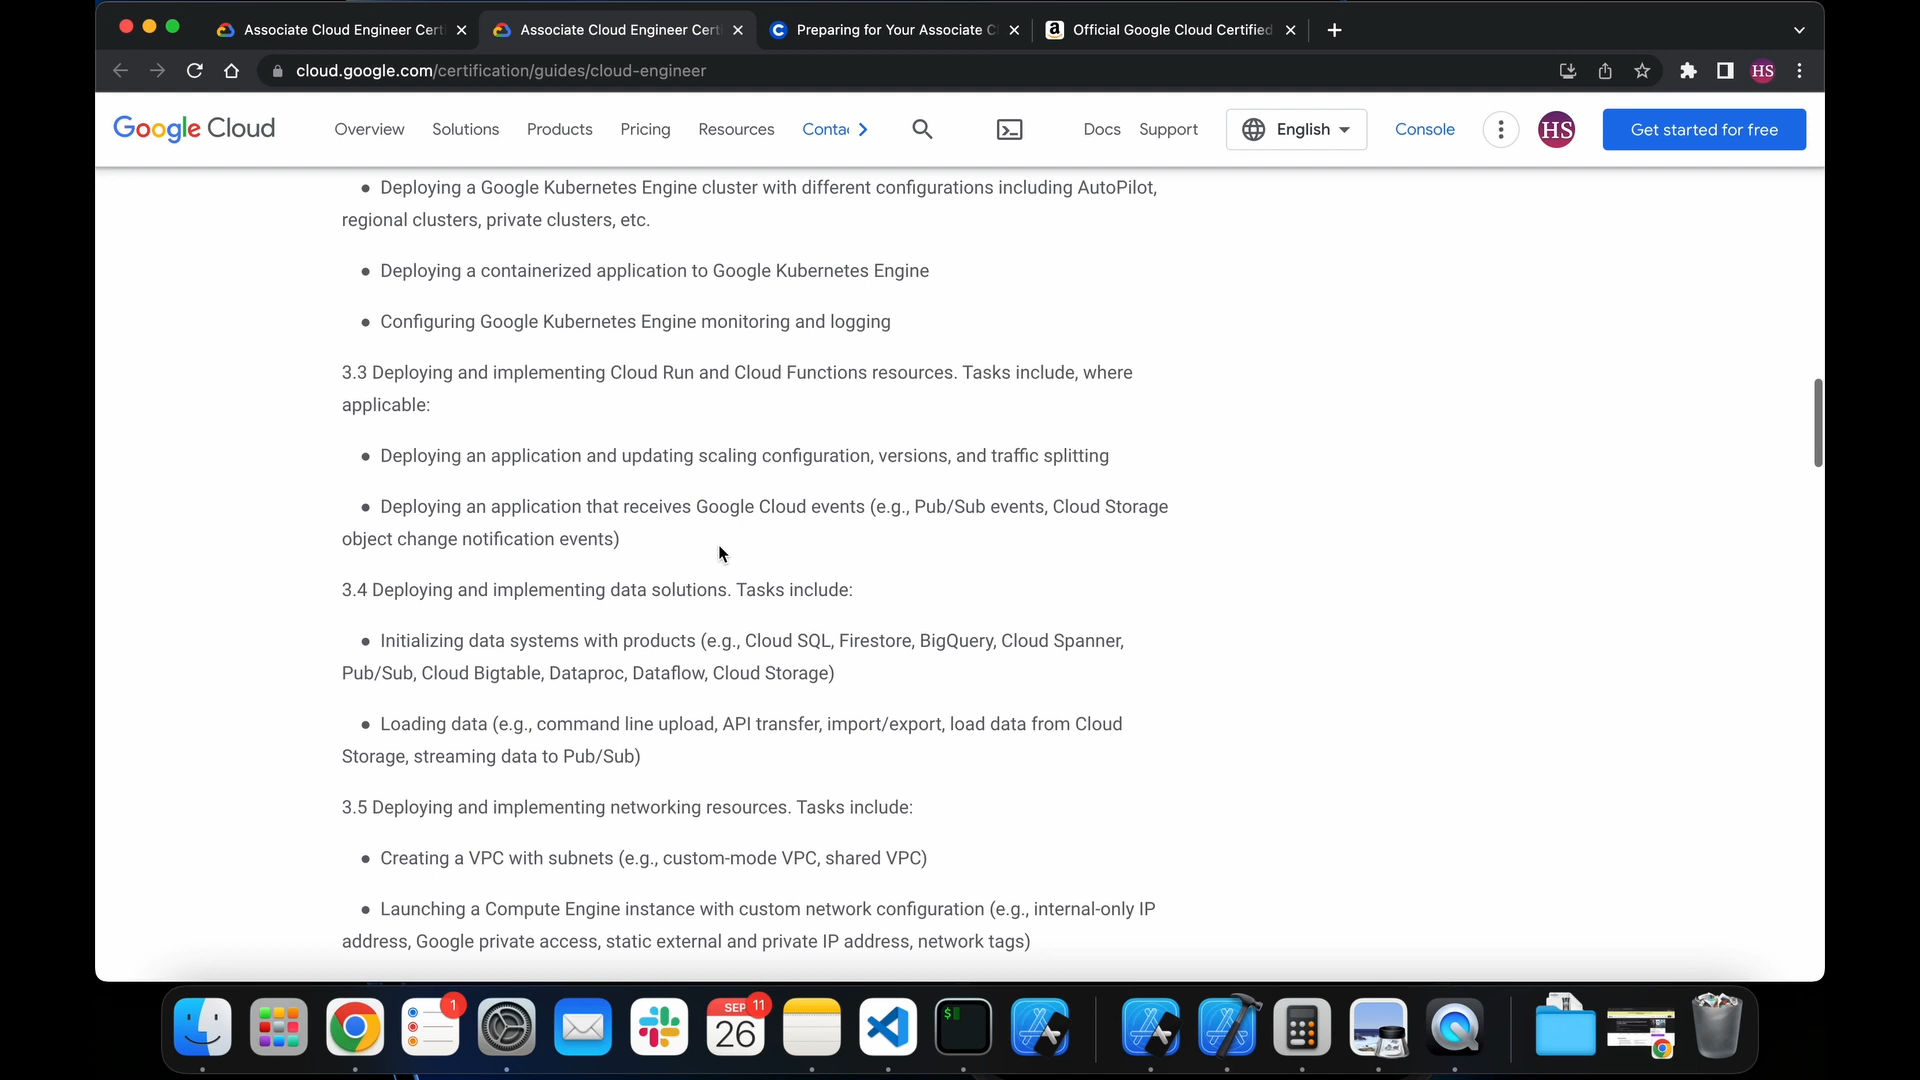 Associate Cloud Engineer Certi
Associate Cloud Engineer Certi
Preparing for Your Associate C
Official Google Cloud Certified
cloud.google.com/certification/guides/cloud-engineer
HS
Google Cloud
Overview
Solutions
Products
Pricing
Resources
Contac
Docs
Support
English
Console
HS
Get started for free
● Deploying a Google Kubernetes Engine cluster with different configurations including AutoPilot,
regional clusters, private clusters, etc.
● Deploying a containerized application to Google Kubernetes Engine
● Configuring Google Kubernetes Engine monitoring and logging
3.3 Deploying and implementing Cloud Run and Cloud Functions resources. Tasks include, where
applicable:
● Deploying an application and updating scaling configuration, versions, and traffic splitting
● Deploying an application that receives Google Cloud events (e.g., Pub/Sub events, Cloud Storage
object change notification events)
3.4 Deploying and implementing data solutions. Tasks include:
● Initializing data systems with products (e.g., Cloud SQL, Firestore, BigQuery, Cloud Spanner,
Pub/Sub, Cloud Bigtable, Dataproc, Dataflow, Cloud Storage)
● Loading data (e.g., command line upload, API transfer, import/export, load data from Cloud
Storage, streaming data to Pub/Sub)
3.5 Deploying and implementing networking resources. Tasks include:
● Creating a VPC with subnets (e.g., custom-mode VPC, shared VPC)
● Launching a Compute Engine instance with custom network configuration (e.g., internal-only IP
address, Google private access, static external and private IP address, network tags)
1
SEP
11
26
$